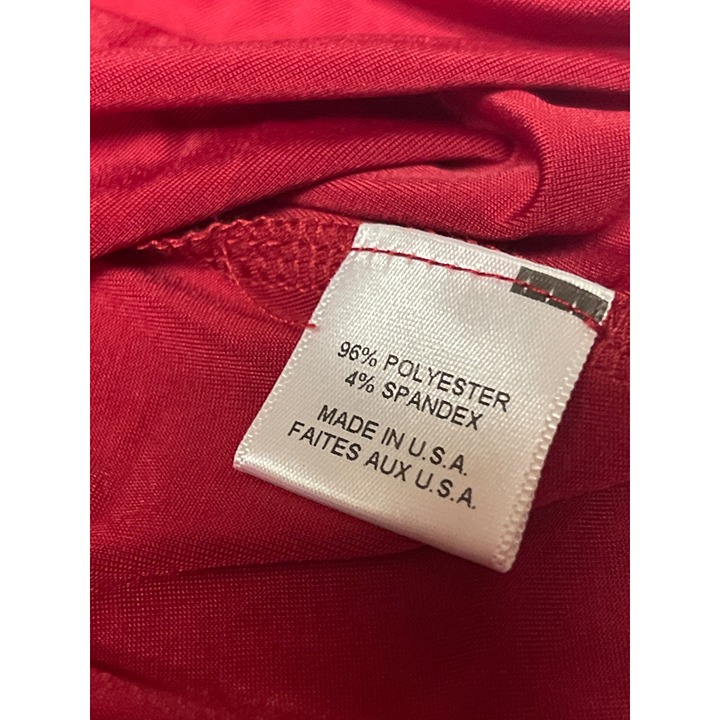 96% POLYESTER
4% SPANDEX
MADE IN U.S.A.
FAITES AUX U.S.A.